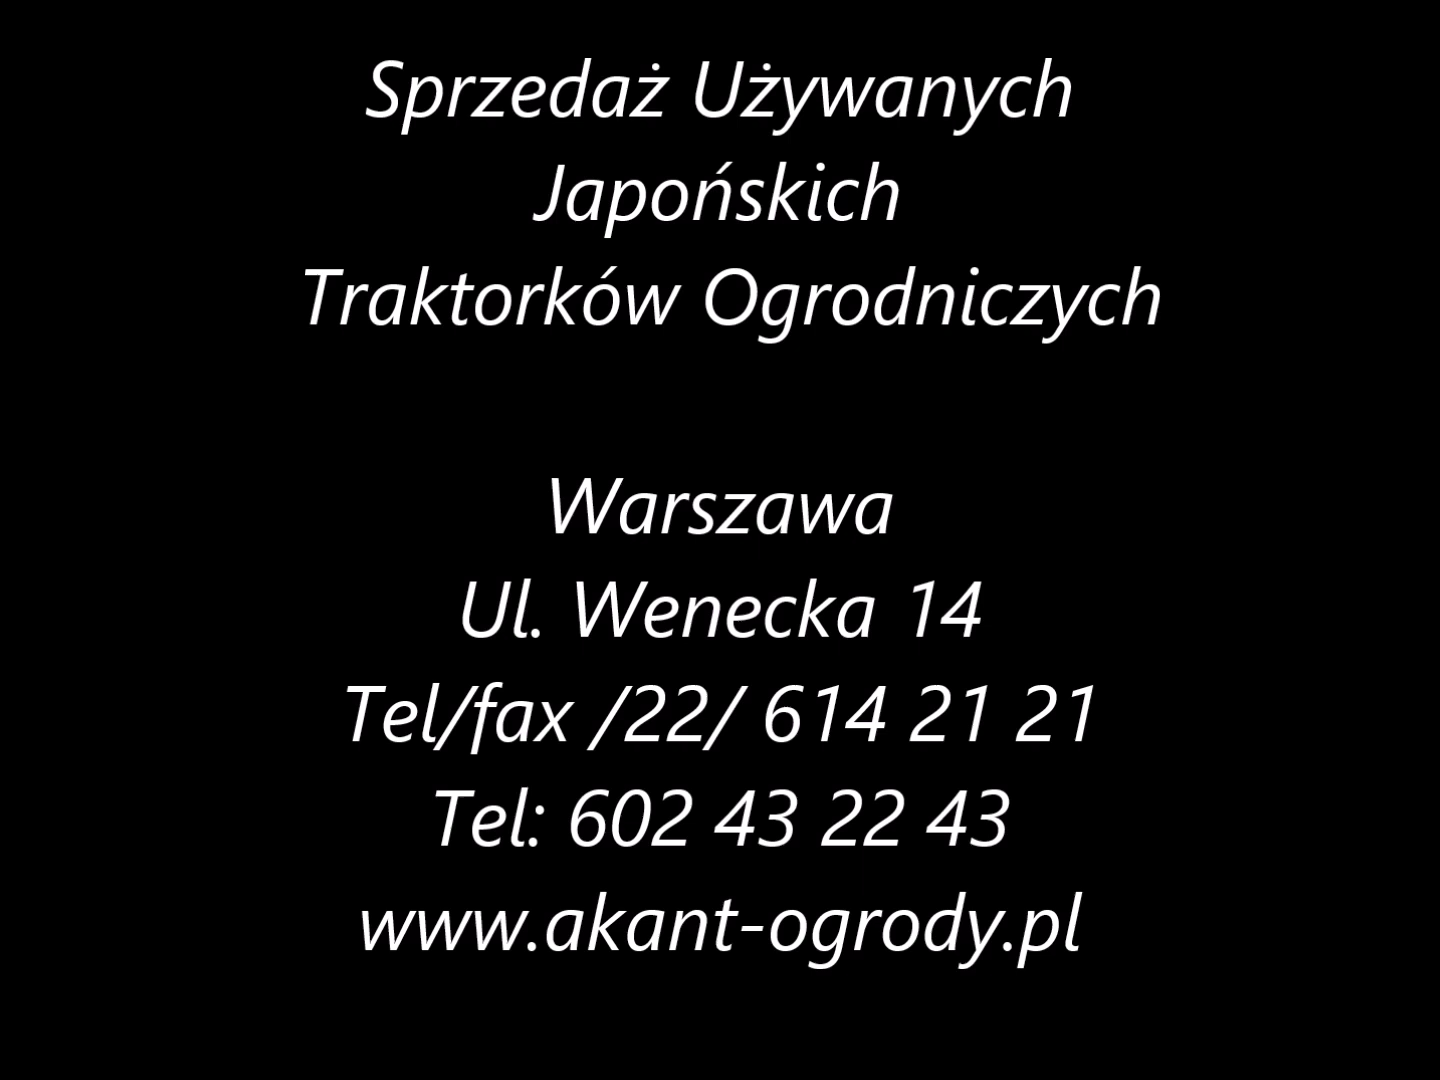 Sprzedaż Używanych
Japońskich
Traktorków Ogrodniczych
Warszawa
Ul. Wenecka 14
Tel/fax /22/ 614 21 21
Tel: 602 43 22 43
www.akant-ogrody.pl